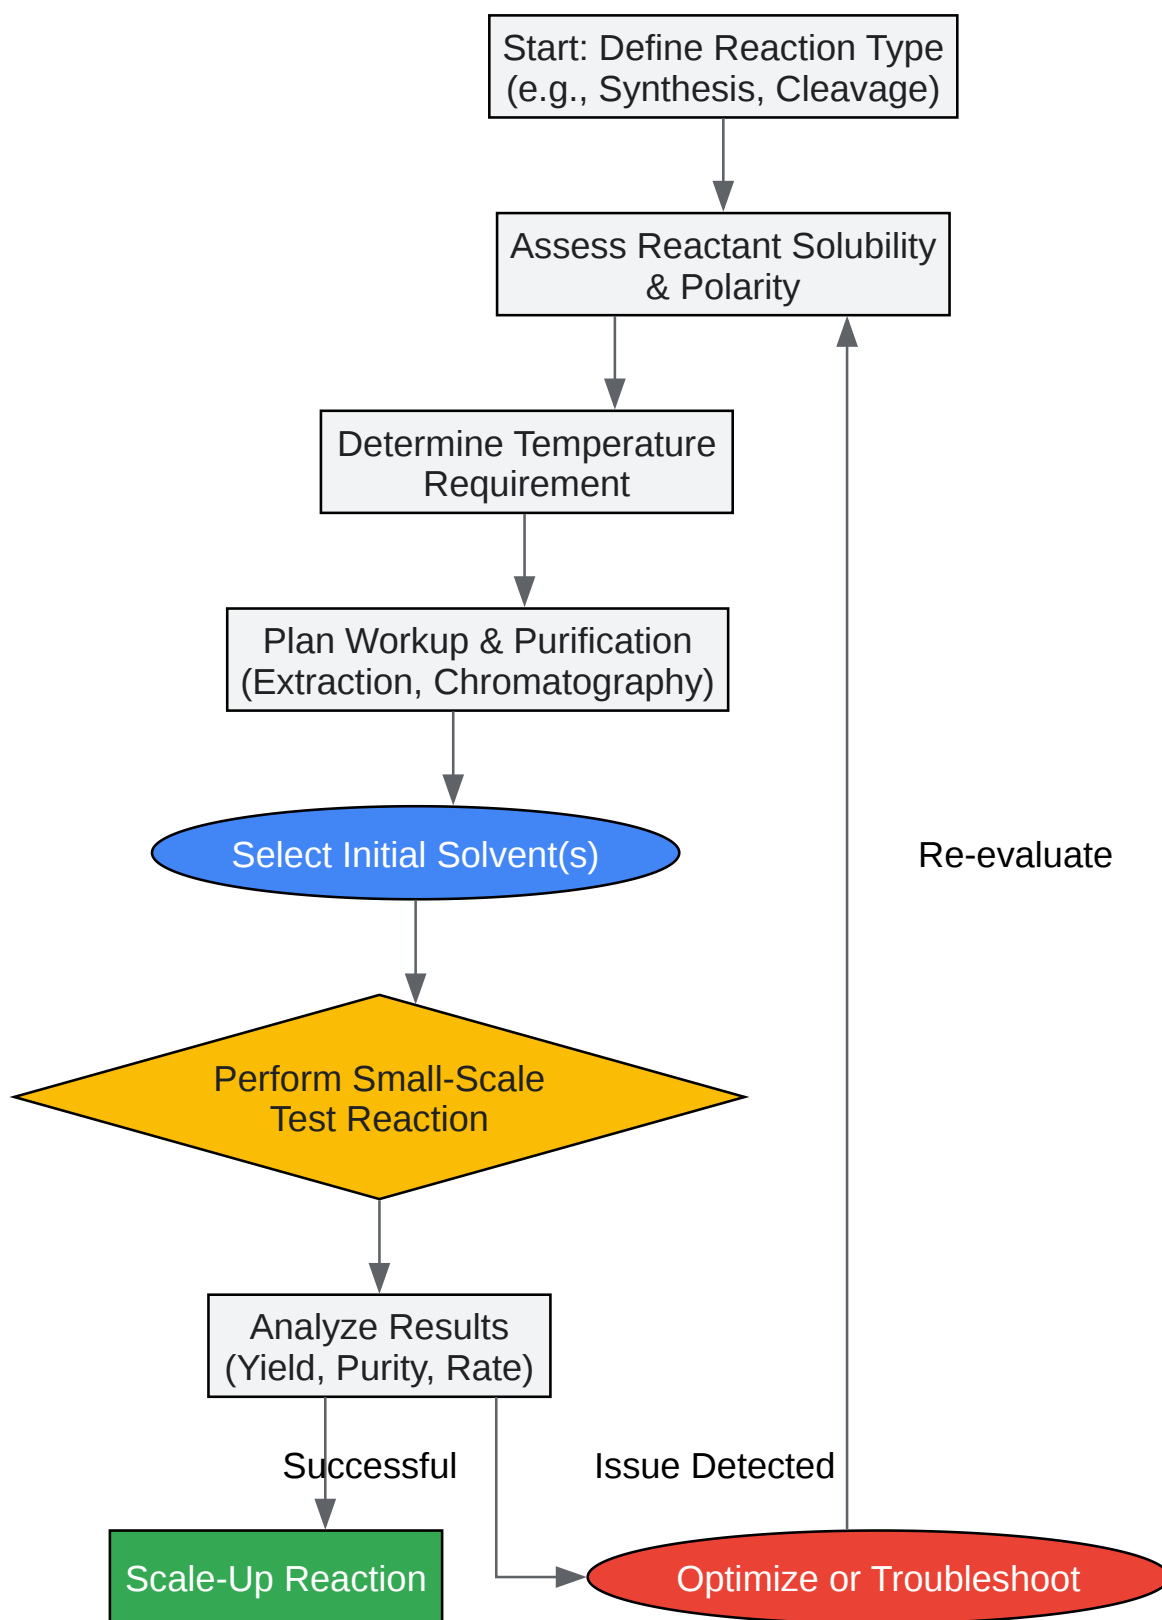 Start: Define Reaction Type
(e.g., Synthesis, Cleavage)
Assess Reactant Solubility
& Polarity
Determine Temperature
Requirement
Plan Workup & Purification
(Extraction, Chromatography)
Select Initial Solvent(s)
Re-evaluate
Perform Small-Scale
Test Reaction
Analyze Results
(Yield, Purity, Rate)
Successful
Issue Detected
Scale-Up Reaction
Optimize or Troubleshoot